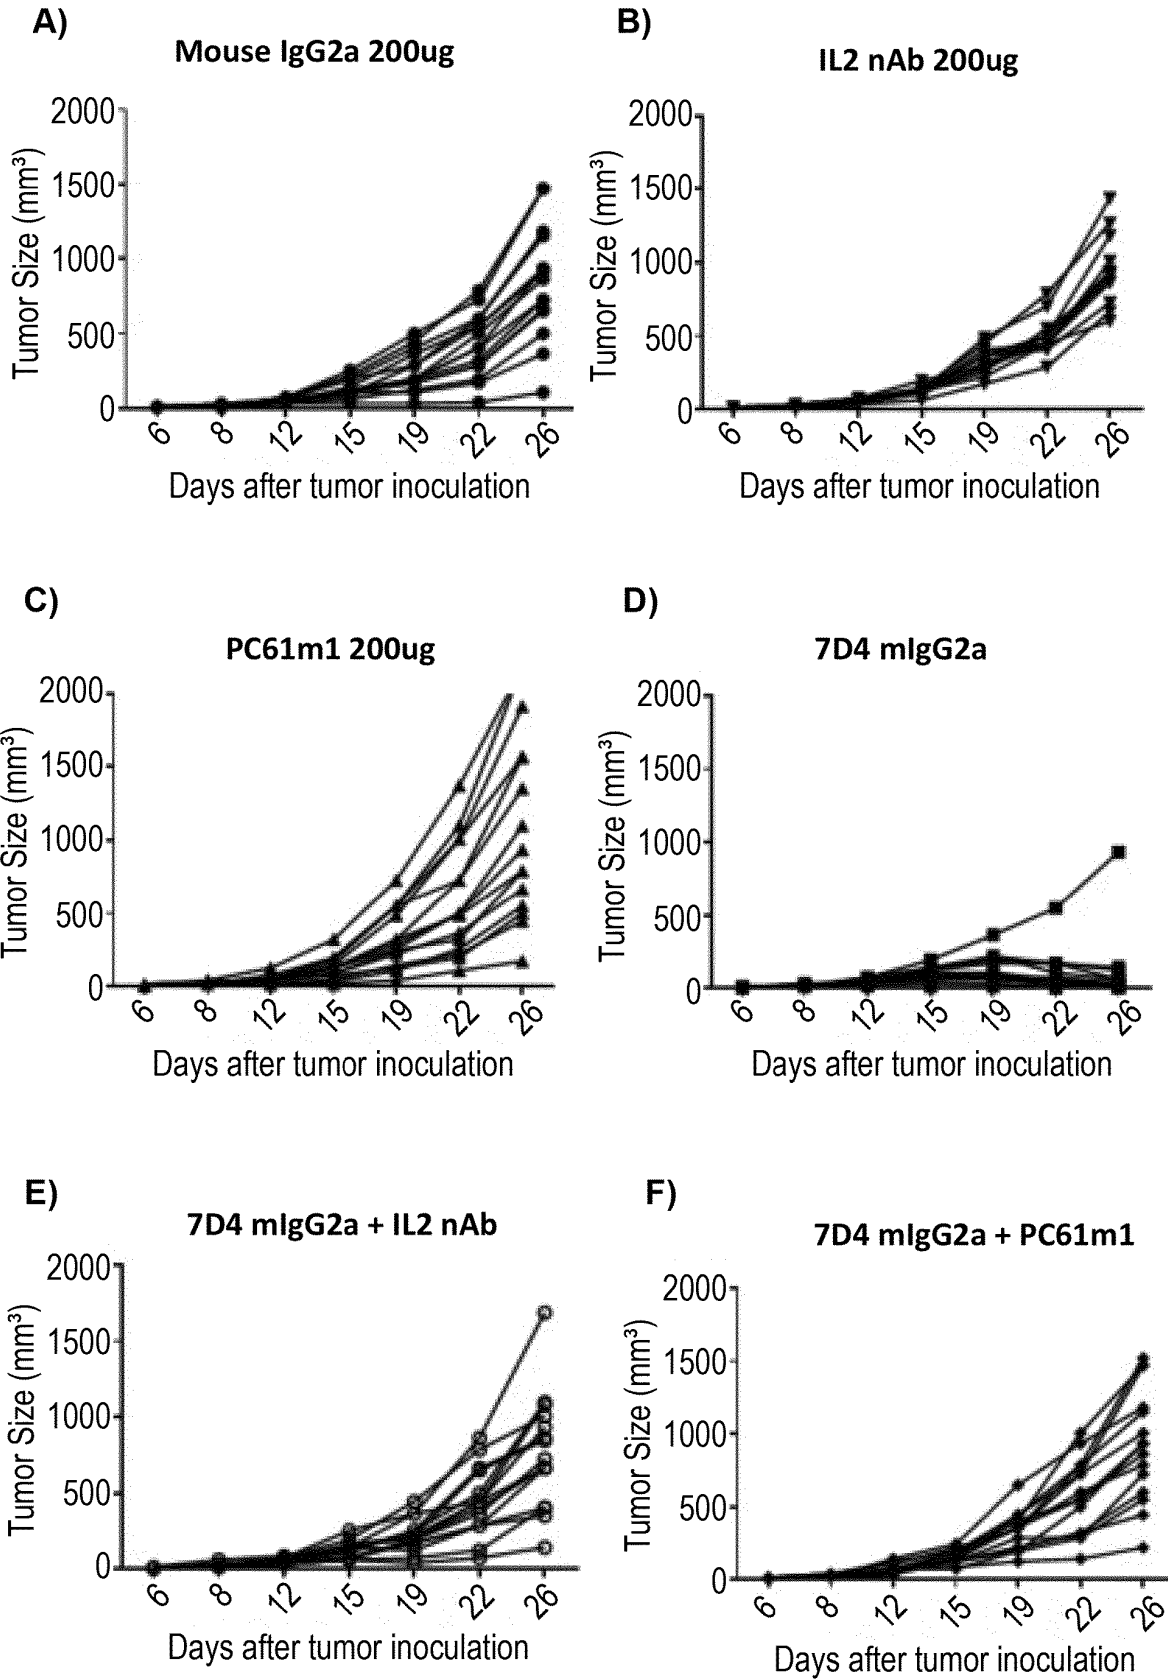 A)
Mouse IgG2a 200ug
2000
1500
1000
500
0
Tumor Size (mm³)
6 8 12 15 19 22 26
Days after tumor inoculation
B)
IL2 nAb 200ug
2000
1500
1000
500
0
Tumor Size (mm³)
6 8 12 15 19 22 26
Days after tumor inoculation
C)
PC61m1 200ug
2000
1500
1000
500
0
Tumor Size (mm³)
6 8 12 15 19 22 26
Days after tumor inoculation
D)
7D4 mIgG2a
2000
1500
1000
500
0
Tumor Size (mm³)
6 8 12 15 19 22 26
Days after tumor inoculation
E)
7D4 mIgG2a + IL2 nAb
2000
1500
1000
500
0
Tumor Size (mm³)
6 8 12 15 19 22 26
Days after tumor inoculation
F)
7D4 mIgG2a + PC61m1
2000
1500
1000
500
0
Tumor Size (mm³)
6 8 12 15 19 22 26
Days after tumor inoculation